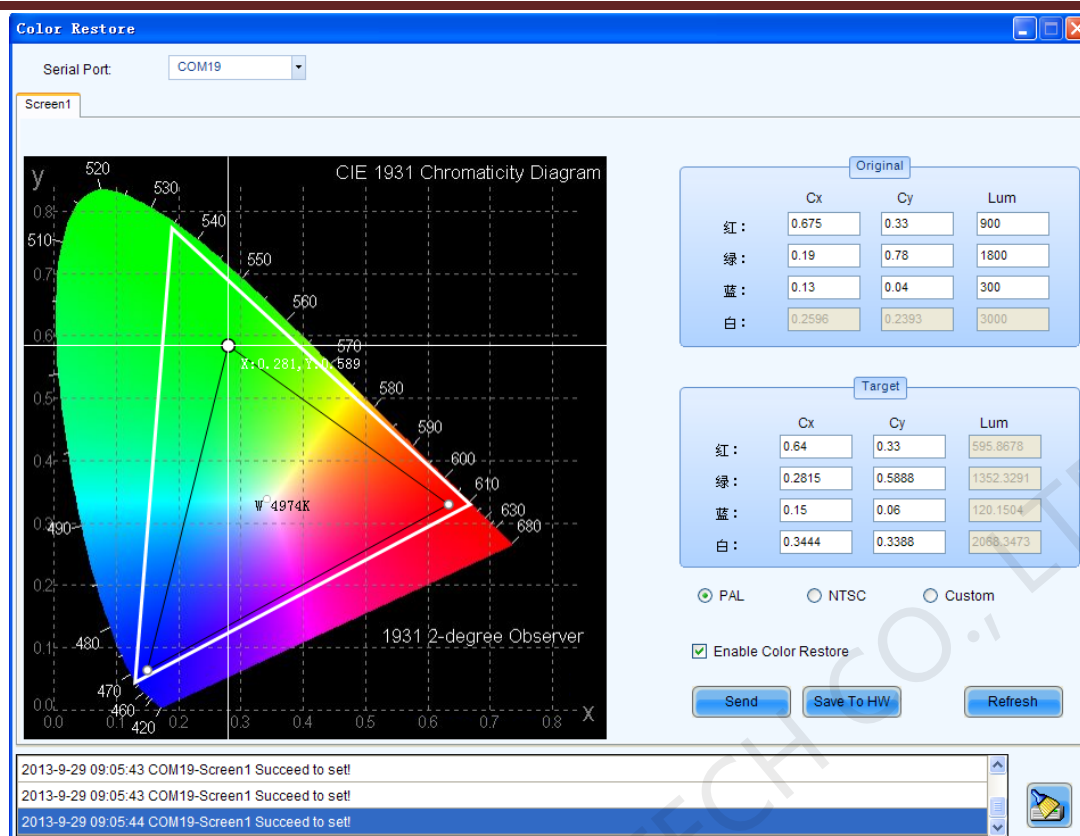 Color Restore
Serial Port: COM19
Screen1
y
CIE 1931 Chromaticity Diagram
520
530
540
510
550
560
570
580
590
600
610
630
680
490
480
470
460
420
0.8
0.7
0.6
0.5
0.4
0.3
0.2
0.1
0.0
X:0.281,Y:0.589
W 4974K
1931 2-degree Observer
0.0 0.1 0.2 0.3 0.4 0.5 0.6 0.7 0.8 X
Original
Cx Cy Lum
红: 0.675 0.33 900
绿: 0.19 0.78 1800
蓝: 0.13 0.04 300
白: 0.2596 0.2393 3000
Target
Cx Cy Lum
红: 0.64 0.33 595.8678
绿: 0.2815 0.5888 1352.3291
蓝: 0.15 0.06 120.1504
白: 0.3444 0.3388 2068.3473
PAL NTSC Custom
Enable Color Restore
Send Save To HW Refresh
2013-9-29 09:05:43 COM19-Screen1 Succeed to set!
2013-9-29 09:05:43 COM19-Screen1 Succeed to set!
2013-9-29 09:05:44 COM19-Screen1 Succeed to set!
TECH CO.,